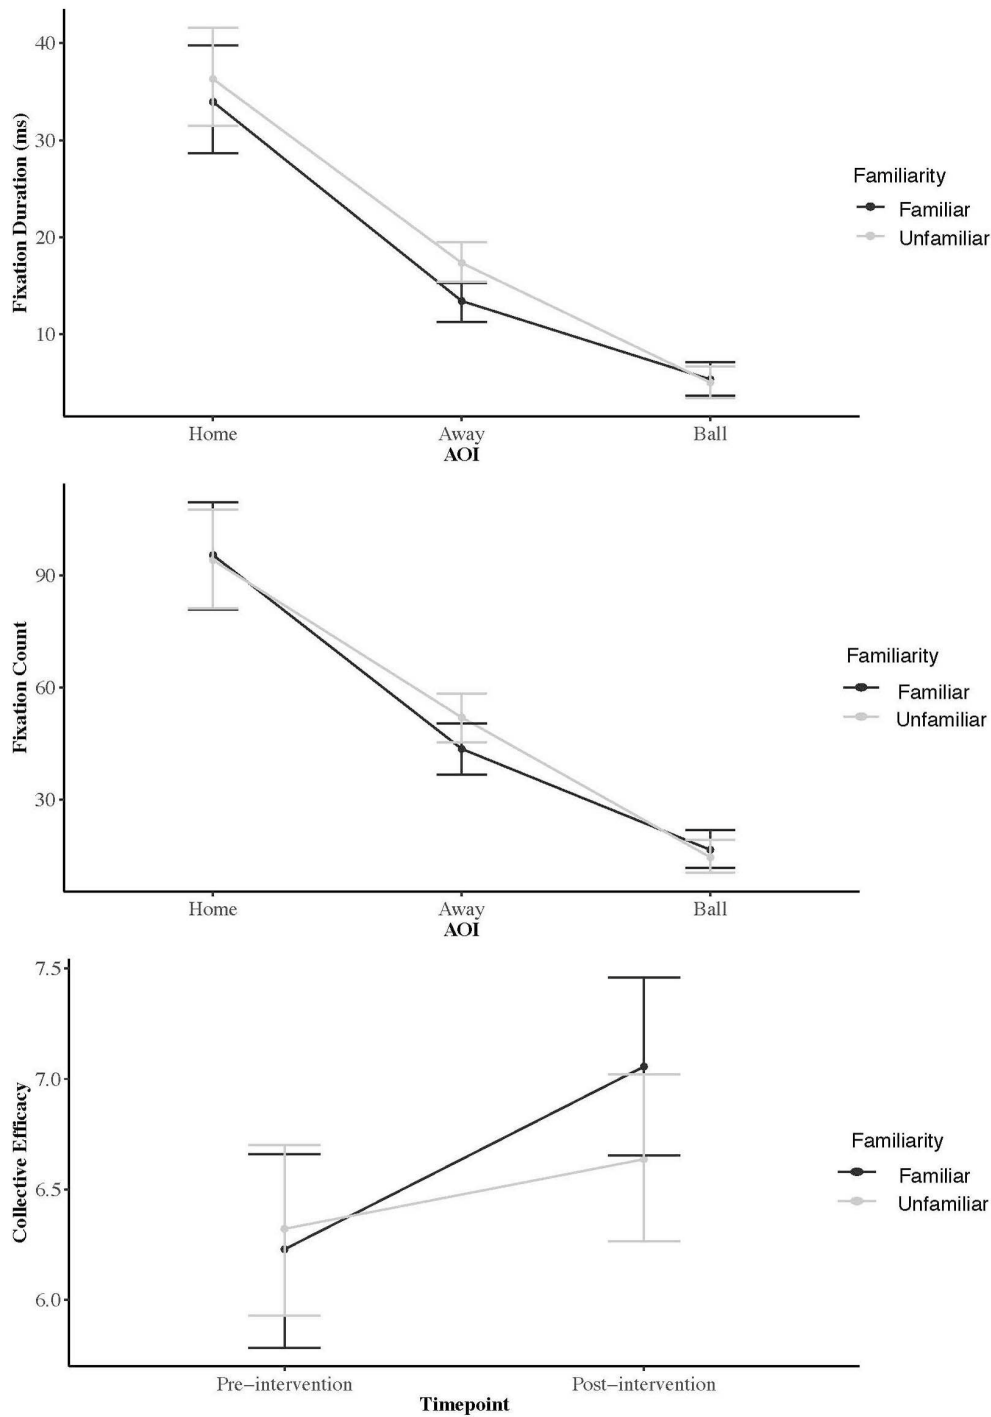 Fixation Duration (ms)
40
30
20
10
Home
Away
Ball
AOI
Familiarity
Familiar
Unfamiliar
Fixation Count
90
60
30
Home
Away
Ball
AOI
Familiarity
Familiar
Unfamiliar
Collective Efficacy
7.5
7.0
6.5
6.0
Pre−intervention
Post−intervention
Timepoint
Familiarity
Familiar
Unfamiliar